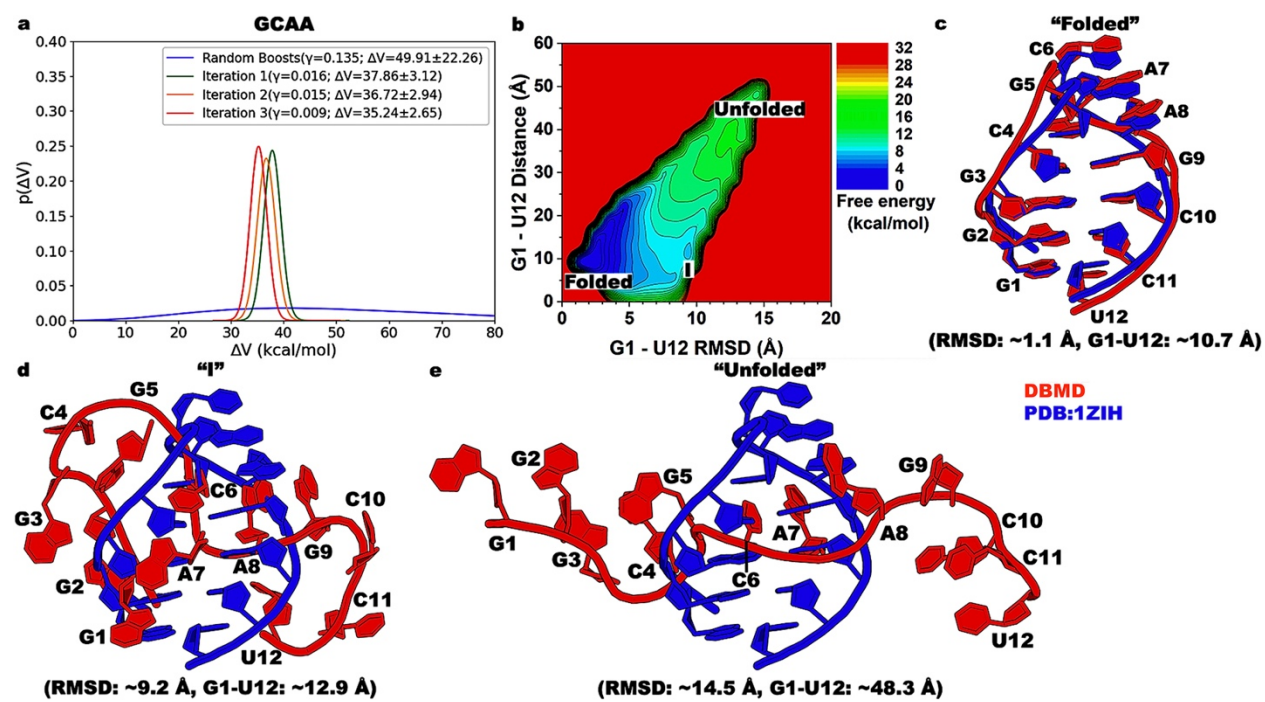 a
GCAA
p(ΔV)
0.40
0.35
0.30
0.25
0.20
0.15
0.10
0.05
0.00
Random Boosts(γ=0.135; ΔV=49.91±22.26)
Iteration 1(γ=0.016; ΔV=37.86±3.12)
Iteration 2(γ=0.015; ΔV=36.72±2.94)
Iteration 3(γ=0.009; ΔV=35.24±2.65)
0 10 20 30 40 50 60 70 80
ΔV (kcal/mol)
b
G1 - U12 Distance (Å)
60
50
40
30
20
10
0
Unfolded
I
Folded
0 5 10 15 20
G1 - U12 RMSD (Å)
32
28
24
20
16
12
8
4
0
Free energy
(kcal/mol)
c
“Folded”
C6
G5
A7
A8
C4
G9
G3
C10
G2
C11
G1
U12
(RMSD: ~1.1 Å, G1-U12: ~10.7 Å)
d
“I”
G5
C4
C6
C10
G3
G9
A7
A8
G2
C11
G1
U12
(RMSD: ~9.2 Å, G1-U12: ~12.9 Å)
e
“Unfolded”
G2
G5
G9
A7
A8
C10
G1
G3
C4
C6
C11
U12
(RMSD: ~14.5 Å, G1-U12: ~48.3 Å)
DBMD
PDB:1ZIH